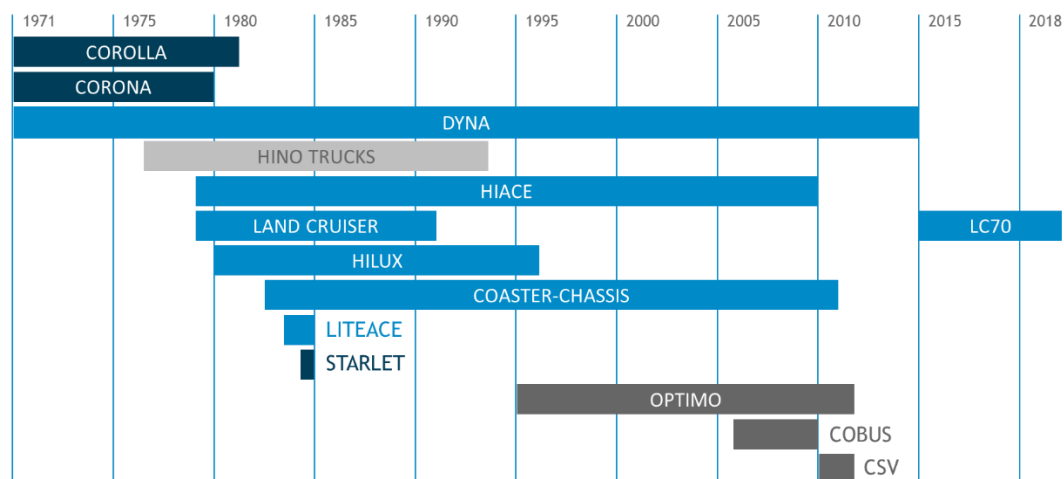 1971 1975 1980 1985 1990 1995 2000 2005 2010 2015 2018
COROLLA
CORONA
DYNA
HINO TRUCKS
HIACE
LAND CRUISER LC70
HILUX
COASTER-CHASSIS
LITEACE
STARLET
OPTIMO
COBUS
CSV